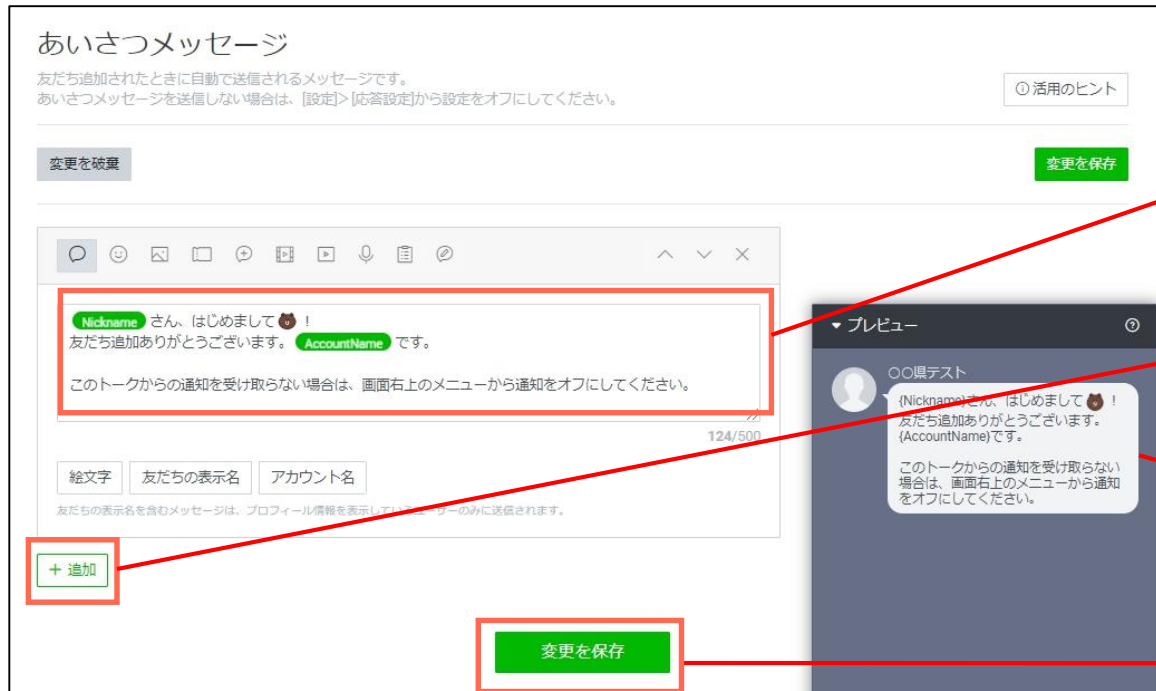 あいさつメッセージ
友だち追加されたときに自動で送信されるメッセージです。
あいさつメッセージを送信しない場合は、[設定]>[応答設定]から設定をオフにしてください。
活用のヒント
変更を破棄
変更を保存
Nickname さん、はじめまして！
友だち追加ありがとうございます。 AccountName です。
このトークからの通知を受け取らない場合は、画面右上のメニューから通知をオフにしてください。
124/500
絵文字 友だちの表示名 アカウント名
友だちの表示名を含むメッセージは、プロフィール情報を表示しているユーザーのみに送信されます。
+ 追加
変更を保存
プレビュー
〇〇県テスト
{Nickname}さん、はじめまして！
友だち追加ありがとうございます。
{AccountName}です。
このトークからの通知を受け取らない
場合は、画面右上のメニューから通知
をオフにしてください。